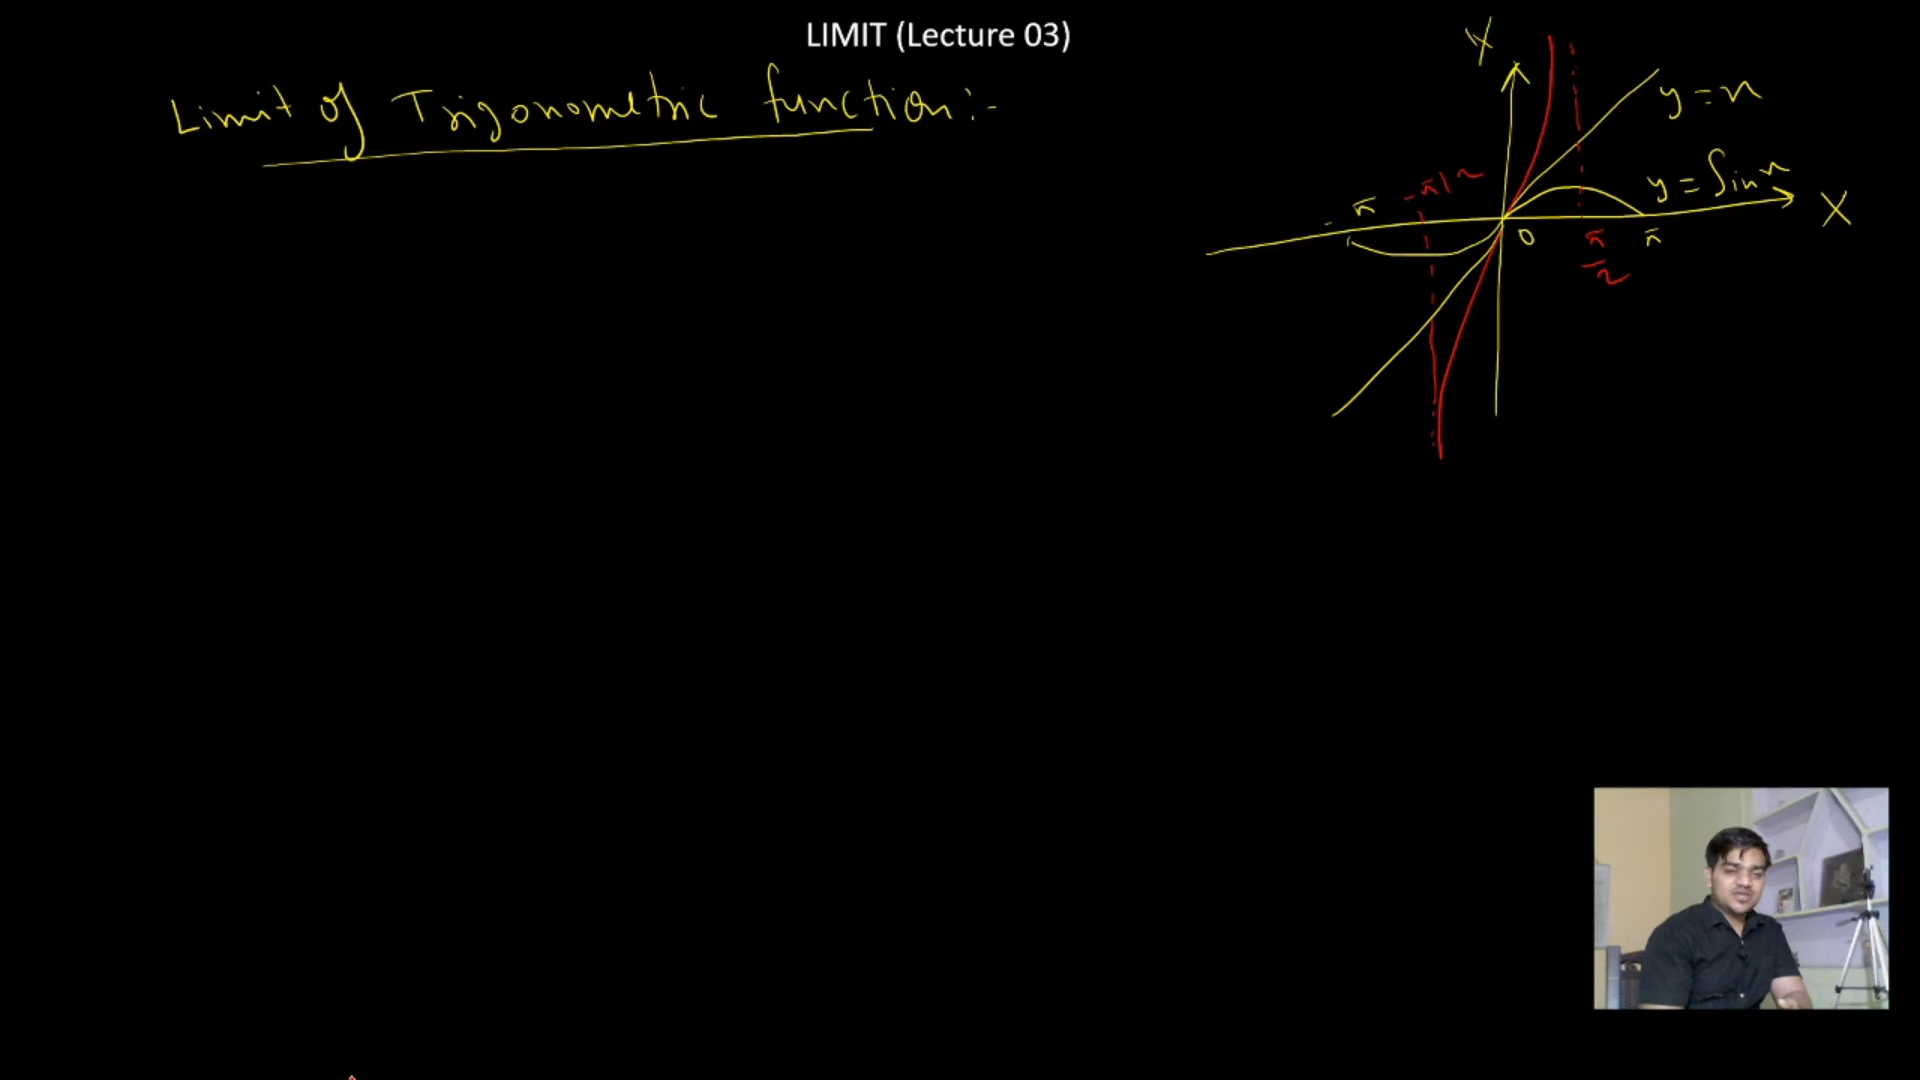 LIMIT (Lecture 03)
Limit of Trigonometric function:-
Y
y = x
y = Sin x
X
-π
-π/2
0
π/2
π